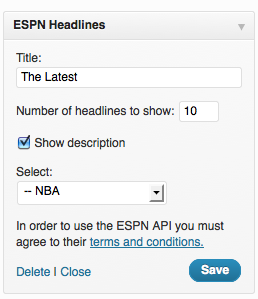 ESPN Headlines
Title:
The Latest
Number of headlines to show: 10
Show description
Select:
-- NBA
In order to use the ESPN API you must
agree to their terms and conditions.
Delete | Close Save